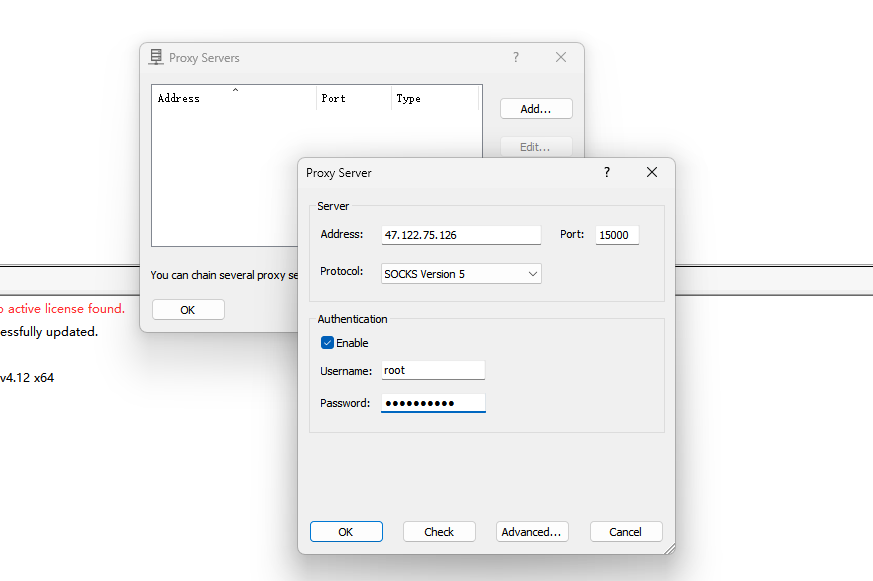 Proxy Servers
?
Address
Port
Type
Add...
Edit...
You can chain several proxy se
OK
active license found.
essfully updated.
v4.12 x64
Proxy Server
?
Server
Address:
47.122.75.126
Port:
15000
Protocol:
SOCKS Version 5
Authentication
Enable
Username:
root
Password:
●●●●●●●●●●
OK
Check
Advanced...
Cancel